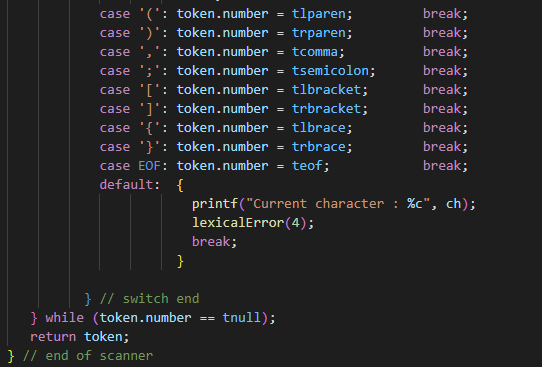 case '(': token.number = tlparen;         break;
case ')': token.number = trparen;         break;
case ',': token.number = tcomma;          break;
case ';': token.number = tsemicolon;      break;
case '[': token.number = tlbracket;       break;
case ']': token.number = trbracket;       break;
case '{': token.number = tlbrace;         break;
case '}': token.number = trbrace;         break;
case EOF: token.number = teof;            break;
default:  {
            printf("Current character : %c", ch);
            lexicalError(4);
            break;
          }
} // switch end
} while (token.number == tnull);
return token;
} // end of scanner